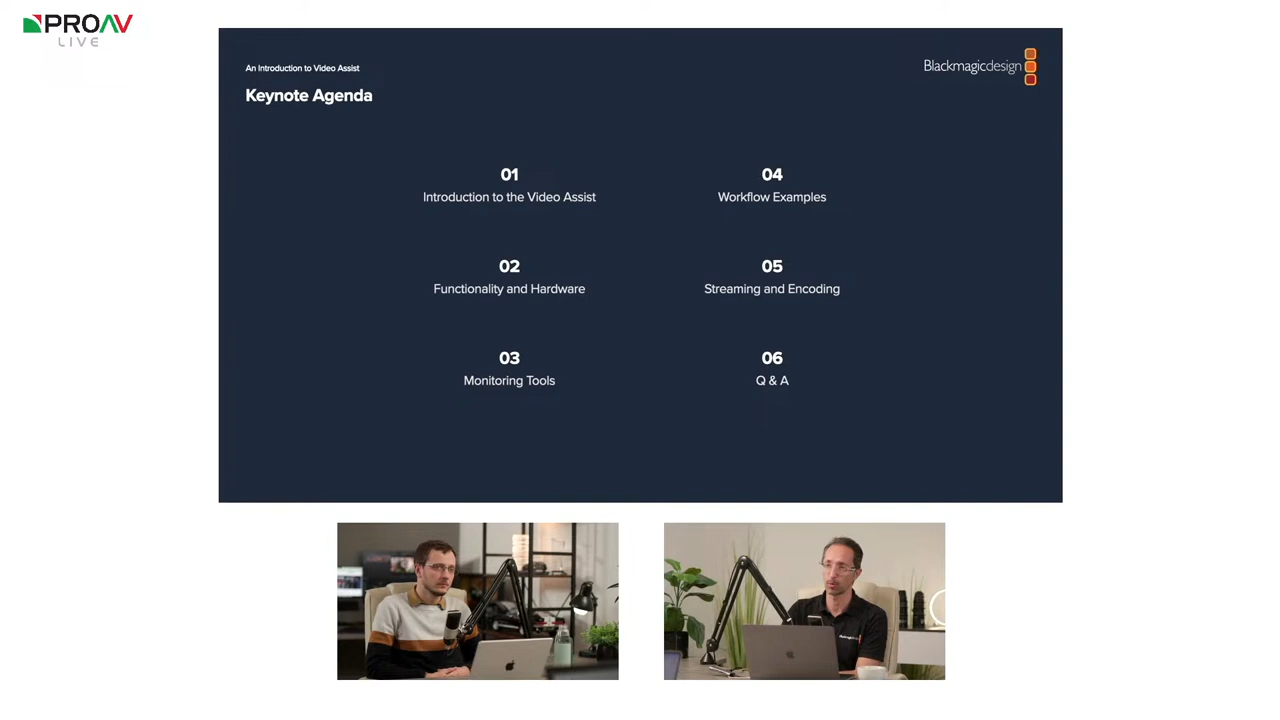 PROAV
LIVE
An Introduction to Video Assist
Keynote Agenda
Blackmagicdesign
01
Introduction to the Video Assist
02
Functionality and Hardware
03
Monitoring Tools
04
Workflow Examples
05
Streaming and Encoding
06
Q & A